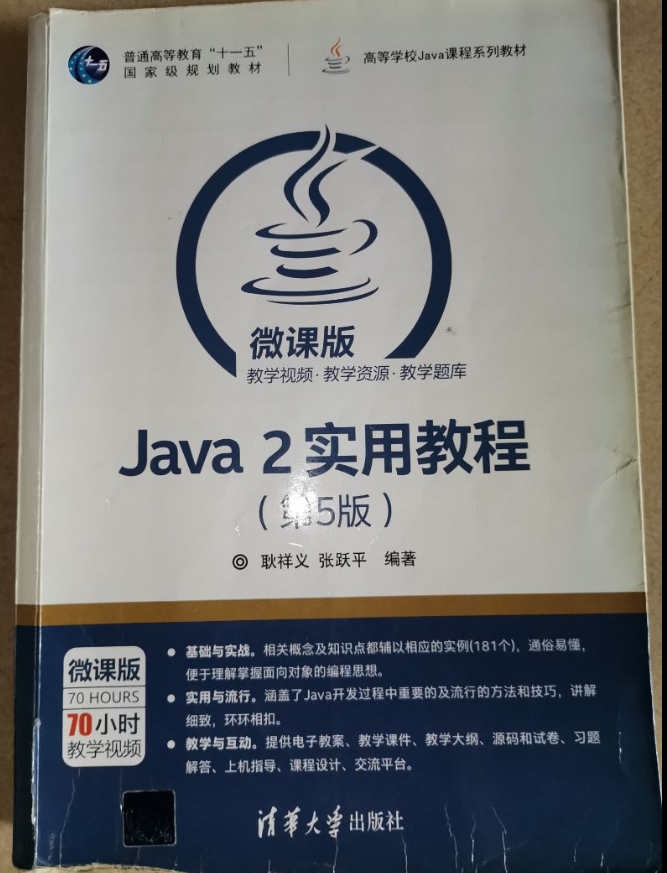 十一五
普通高等教育“十一五”
国家级规划教材
高等学校Java课程系列教材
微课版
教学视频·教学资源·教学题库
Java 2实用教程
（第5版）
◎ 耿祥义 张跃平 编著
微课版
70 HOURS
70小时
教学视频
● 基础与实战。相关概念及知识点都辅以相应的实例(181个)，通俗易懂，
便于理解掌握面向对象的编程思想。
● 实用与流行。涵盖了Java开发过程中重要的及流行的方法和技巧，讲解
细致，环环相扣。
● 教学与互动。提供电子教案、教学课件、教学大纲、源码和试卷、习题
解答、上机指导、课程设计、交流平台。
清华大学出版社